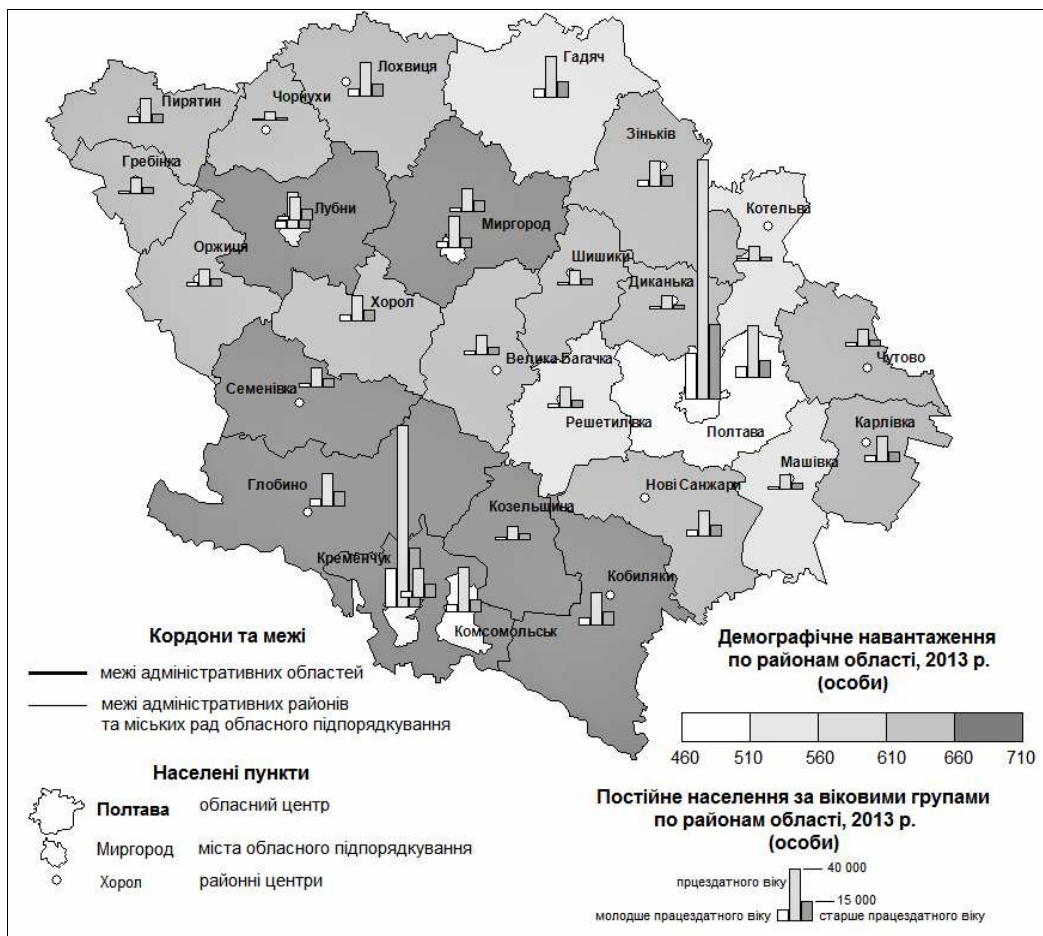 Гадяч
Лохвиця
Пирятин
Чорнухи
Зіньків
Гребінка
Лубни
Котельва
Миргород
Оржиця
Шишики
Диканька
Хорол
Велика Багачка
Чутово
Семенівка
Решетилувка
Полтава
Карлівка
Машівка
Глобино
Нові Санжари
Козельщина
Кременчук
Кобиляки
Комсомольськ
Кордони та межі
межі адміністративних областей
межі адміністративних районів
та міських рад обласного підпорядкування
Населені пункти
Полтава обласний центр
Миргород міста обласного підпорядкування
Хорол районні центри
Демографічне навантаження
по районам області, 2013 р.
(особи)
460 510 560 610 660 710
Постійне населення за віковими групами
по районам області, 2013 р.
(особи)
40 000
прцездатного віку
15 000
молодше працездатного віку старше працездатного віку